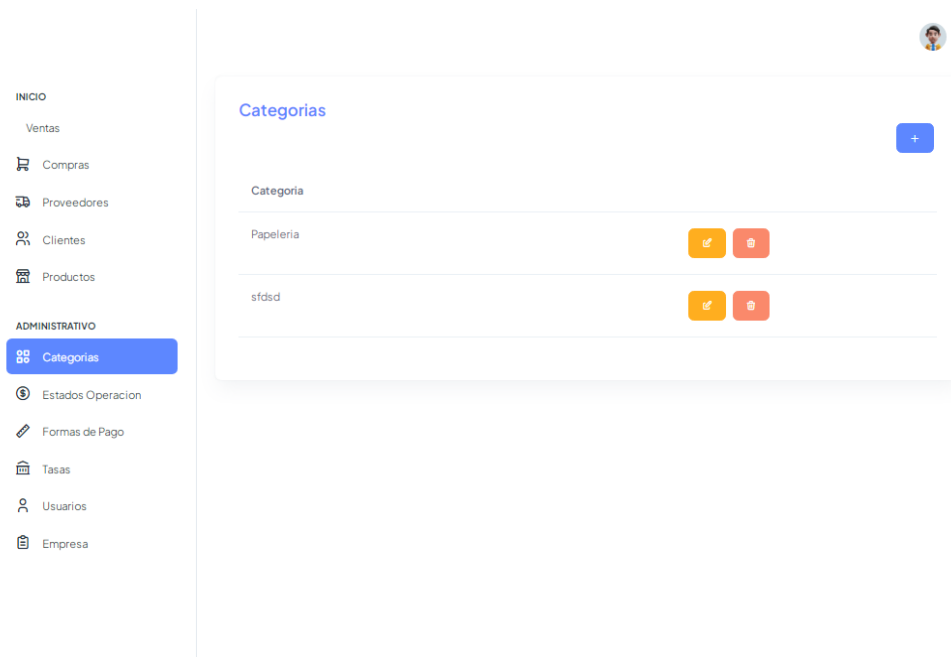 INICIO
Ventas
Compras
Proveedores
Clientes
Productos
ADMINISTRATIVO
Categorias
Estados Operacion
Formas de Pago
Tasas
Usuarios
Empresa
Categorias
+
Categoria
Papeleria
sfdsd